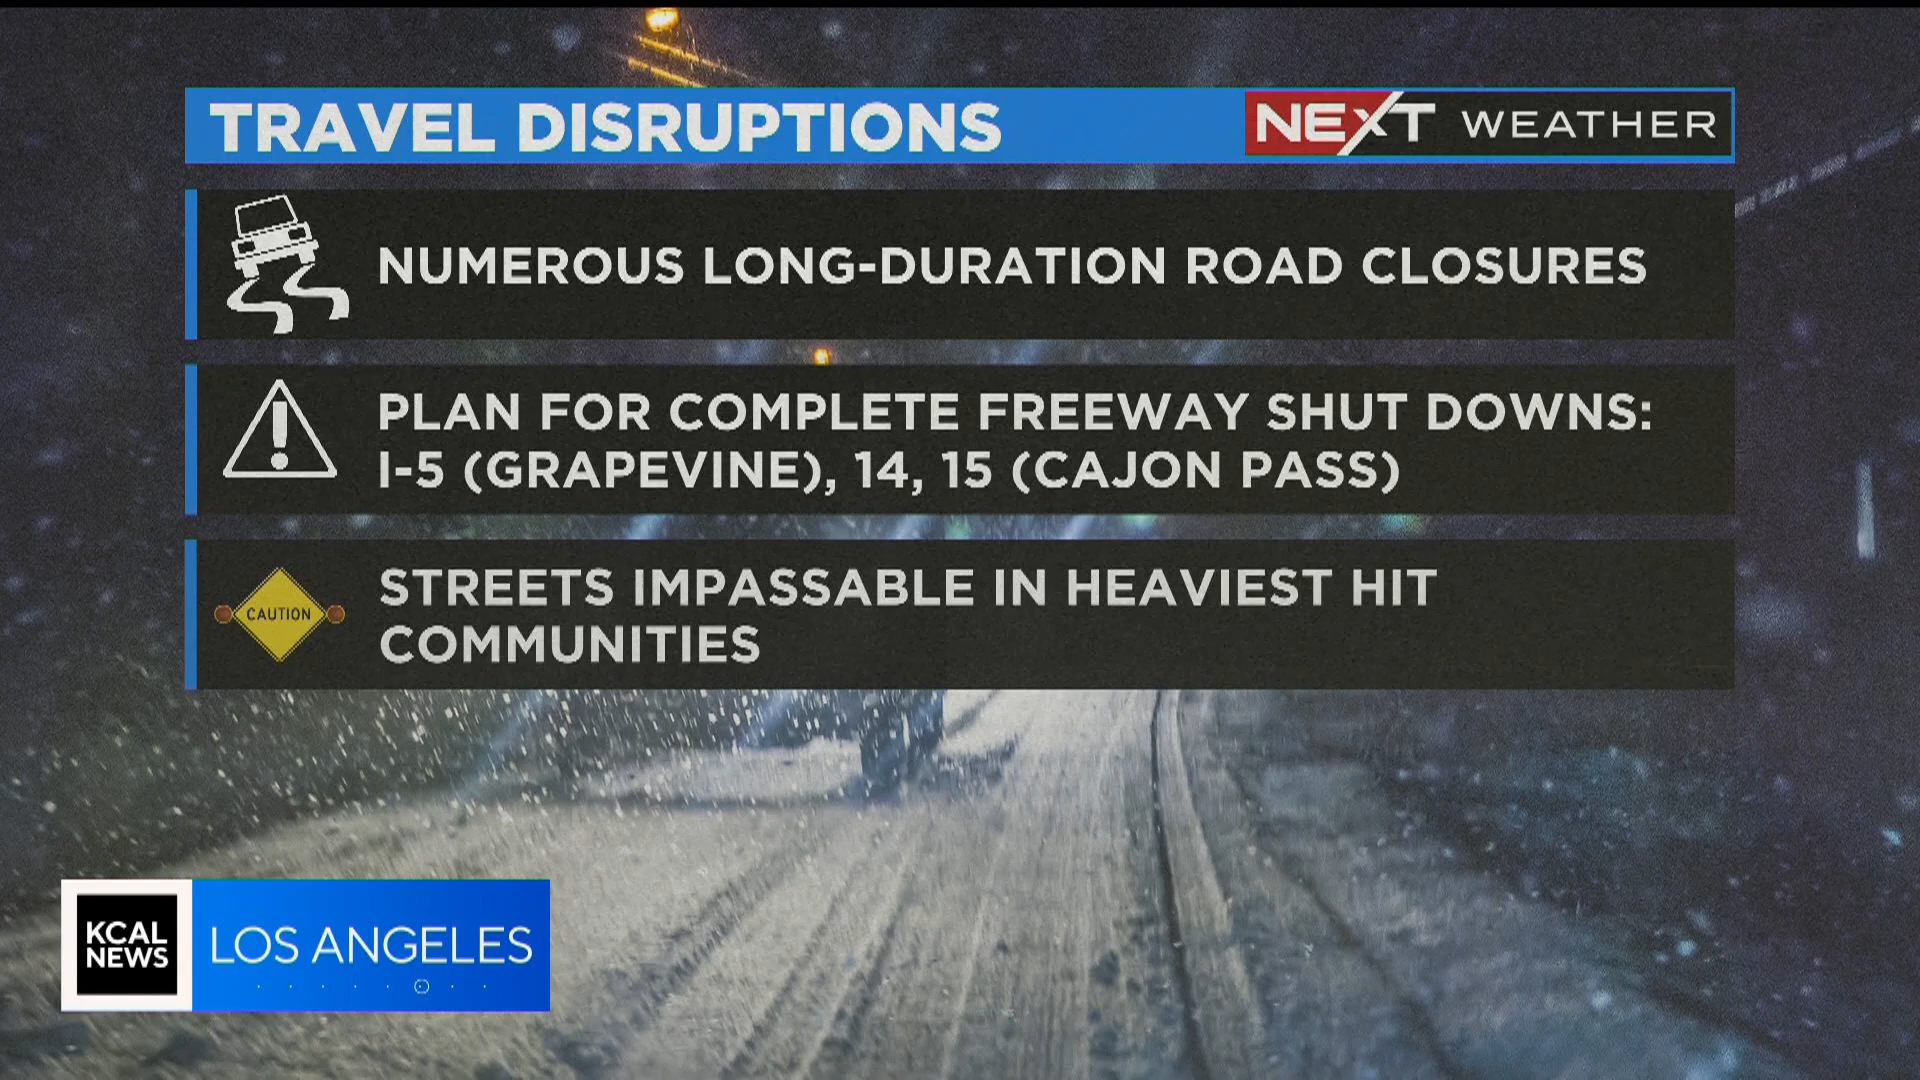 TRAVEL DISRUPTIONS
NEXT WEATHER
NUMEROUS LONG-DURATION ROAD CLOSURES
PLAN FOR COMPLETE FREEWAY SHUT DOWNS:
I-5 (GRAPEVINE), 14, 15 (CAJON PASS)
CAUTION
STREETS IMPASSABLE IN HEAVIEST HIT
COMMUNITIES
KCAL
NEWS
LOS ANGELES